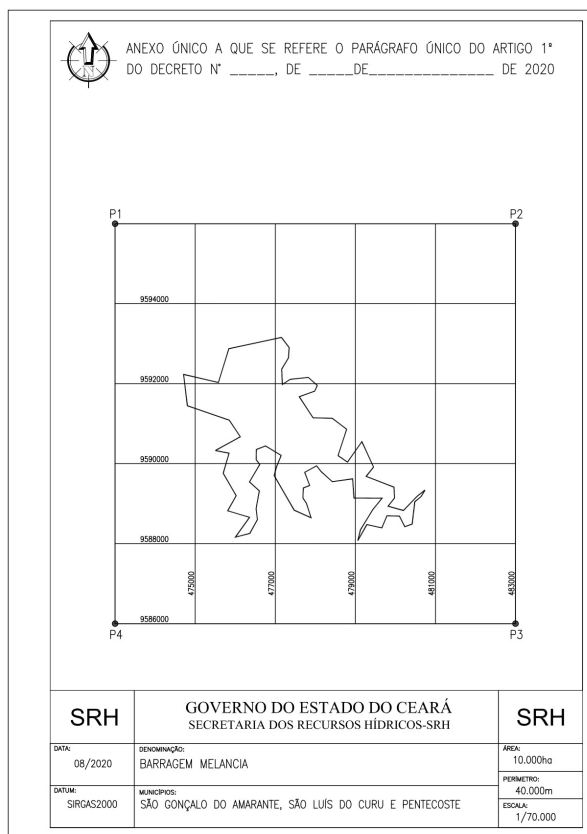 ANEXO ÚNICO A QUE SE REFERE O PARÁGRAFO ÚNICO DO ARTIGO 1º
DO DECRETO N° _____, DE _____DE______________ DE 2020
N
P1
P2
9594000
9592000
9590000
9588000
475000
477000
479000
481000
483000
9586000
P4
P3
SRH
GOVERNO DO ESTADO DO CEARÁ
SECRETARIA DOS RECURSOS HÍDRICOS-SRH
SRH
DATA:
08/2020
DENOMINAÇÃO:
BARRAGEM MELANCIA
ÁREA:
10.000ha
PERÍMETRO:
40.000m
DATUM:
SIRGAS2000
MUNICÍPIOS:
SÃO GONÇALO DO AMARANTE, SÃO LUÍS DO CURU E PENTECOSTE
ESCALA:
1/70.000